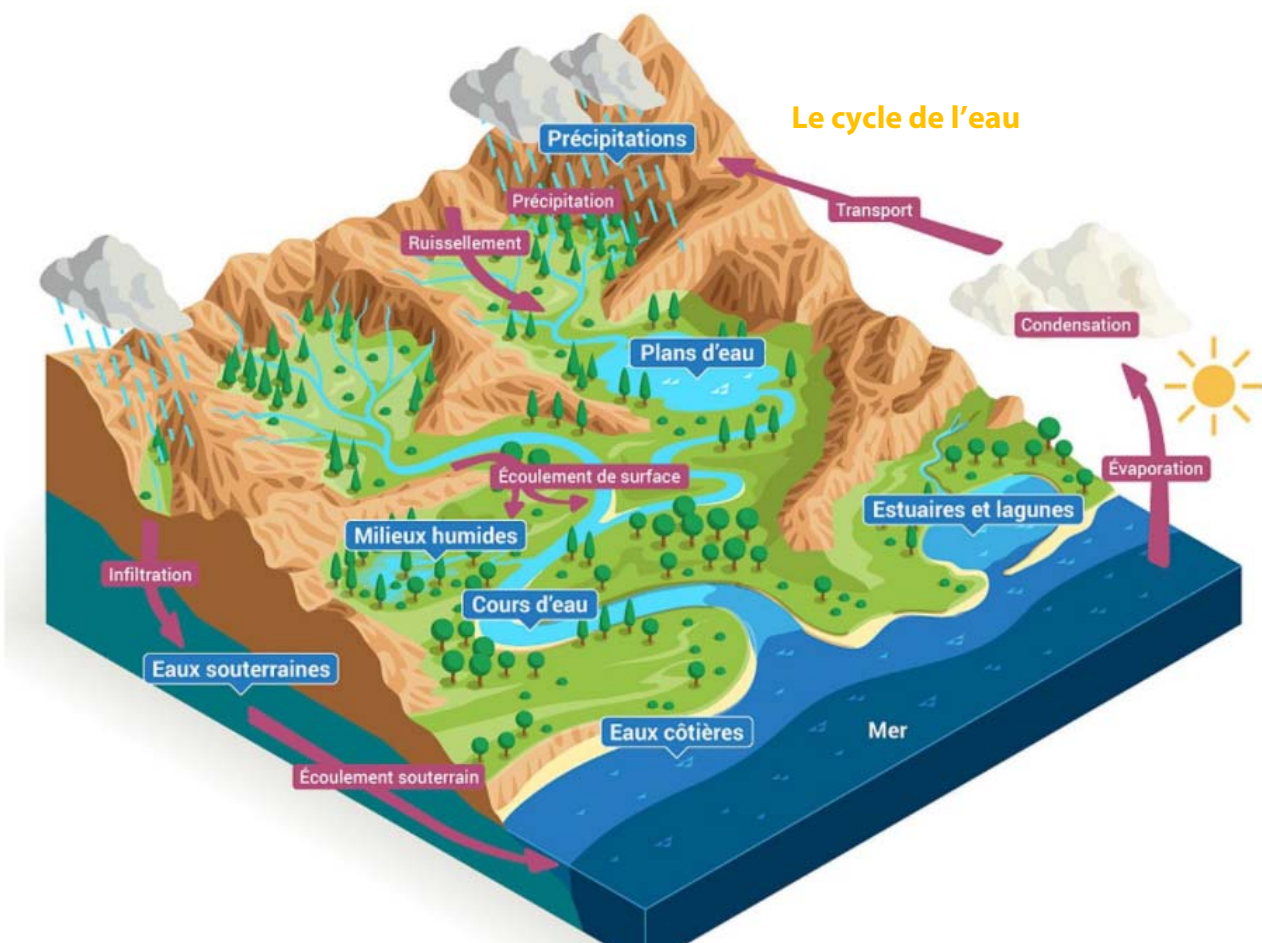 Le cycle de l'eau
Précipitations
Précipitation
Transport
Ruissellement
Condensation
Plans d'eau
Évaporation
Écoulement de surface
Estuaires et lagunes
Milieux humides
Infiltration
Cours d'eau
Eaux souterraines
Eaux côtières
Mer
Écoulement souterrain